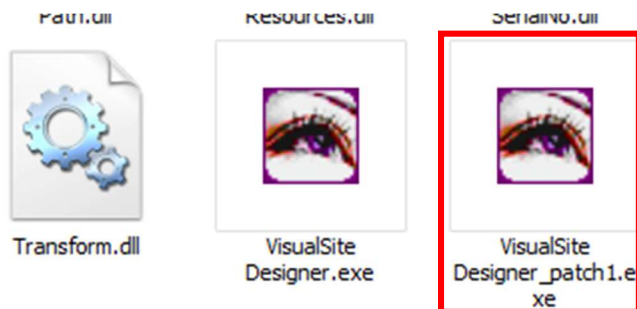 Path.dll
Resources.dll
SerialNo.dll
Transform.dll
VisualSite
Designer.exe
VisualSite
Designer_patch1.e
xe